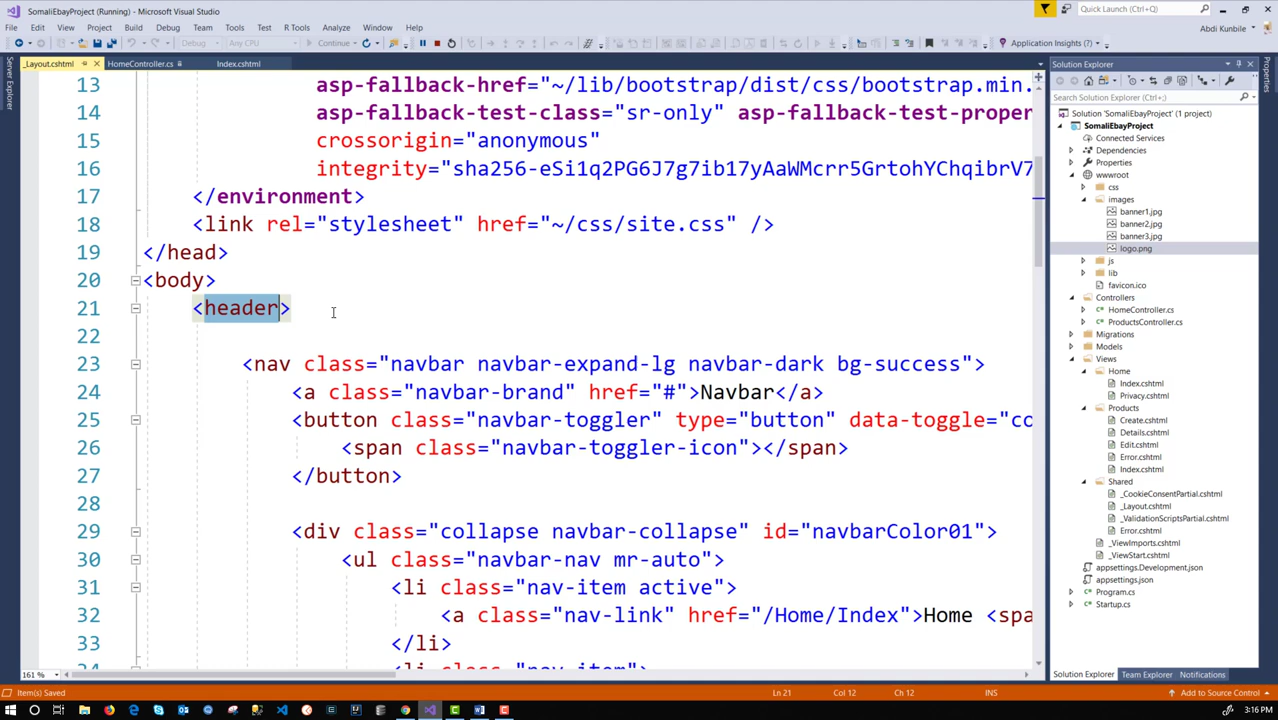 SomaliEbayProject (Running) - Microsoft Visual Studio
Quick Launch (Ctrl+Q)
File Edit View Project Build Debug Team Tools Test R Tools Analyze Window Help
Abdi Kunbile
Debug Any CPU Continue Application Insights (7)
_Layout.cshtml HomeController.cs Index.cshtml
Server Explorer
13 asp-fallback-href="~/lib/bootstrap/dist/css/bootstrap.min.
14 asp-fallback-test-class="sr-only" asp-fallback-test-proper
15 crossorigin="anonymous"
16 integrity="sha256-eSi1q2PG6J7g7ib17yAaWMcrr5GrtohYChqibrV7
17 </environment>
18 <link rel="stylesheet" href="~/css/site.css" />
19 </head>
20 <body>
21 <header>
22
23 <nav class="navbar navbar-expand-lg navbar-dark bg-success">
24 <a class="navbar-brand" href="#">Navbar</a>
25 <button class="navbar-toggler" type="button" data-toggle="co
26 <span class="navbar-toggler-icon"></span>
27 </button>
28
29 <div class="collapse navbar-collapse" id="navbarColor01">
30 <ul class="navbar-nav mr-auto">
31 <li class="nav-item active">
32 <a class="nav-link" href="/Home/Index">Home <spa
33 </li>
34 <li class="nav-item">
161 %
Solution Explorer
Search Solution Explorer (Ctrl+;)
Solution 'SomaliEbayProject' (1 project)
SomaliEbayProject
Connected Services
Dependencies
Properties
wwwroot
css
images
banner1.jpg
banner2.jpg
banner3.jpg
logo.png
js
lib
favicon.ico
Controllers
HomeController.cs
ProductsController.cs
Migrations
Models
Views
Home
Index.cshtml
Privacy.cshtml
Products
Create.cshtml
Details.cshtml
Edit.cshtml
Error.cshtml
Index.cshtml
Shared
_CookieConsentPartial.cshtml
_Layout.cshtml
_ValidationScriptsPartial.cshtml
Error.cshtml
_ViewImports.cshtml
_ViewStart.cshtml
appsettings.Development.json
appsettings.json
Program.cs
Startup.cs
Solution Explorer Team Explorer Notifications
Properties
Item(s) Saved Ln 21 Col 12 Ch 12 INS Add to Source Control
3:16 PM